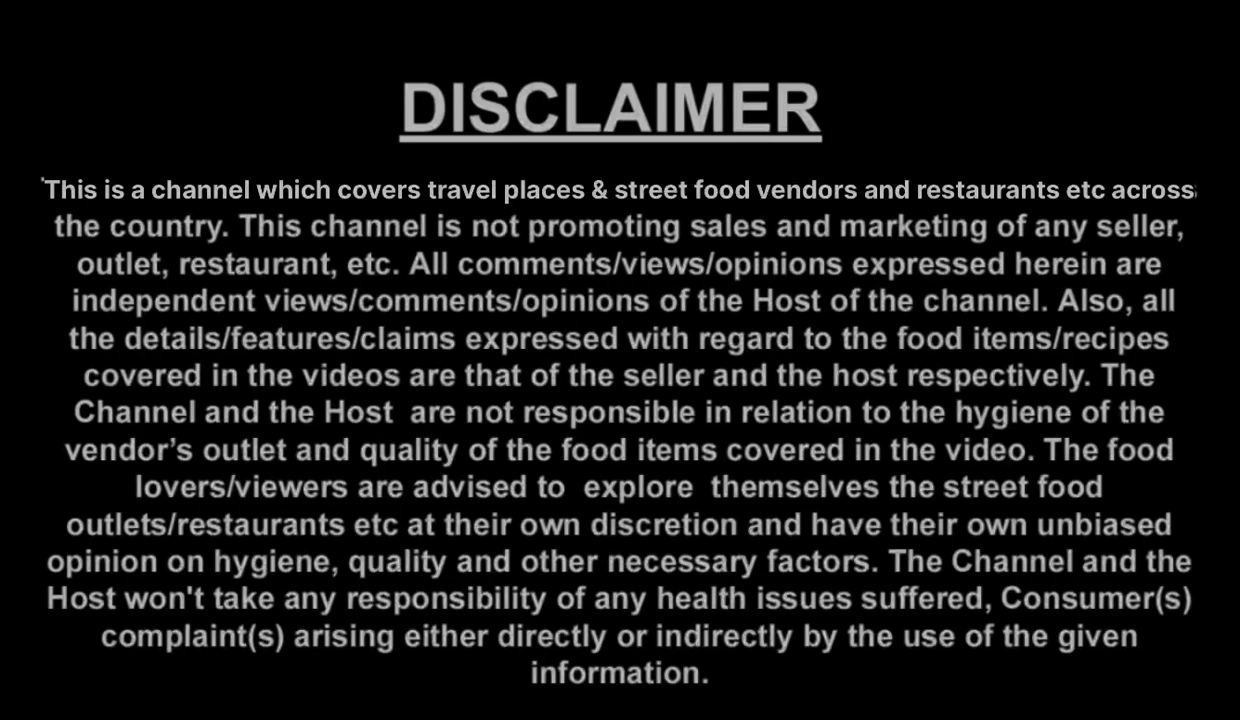 DISCLAIMER
This is a channel which covers travel places & street food vendors and restaurants etc across
the country. This channel is not promoting sales and marketing of any seller,
outlet, restaurant, etc. All comments/views/opinions expressed herein are
independent views/comments/opinions of the Host of the channel. Also, all
the details/features/claims expressed with regard to the food items/recipes
covered in the videos are that of the seller and the host respectively. The
Channel and the Host are not responsible in relation to the hygiene of the
vendor’s outlet and quality of the food items covered in the video. The food
lovers/viewers are advised to explore themselves the street food
outlets/restaurants etc at their own discretion and have their own unbiased
opinion on hygiene, quality and other necessary factors. The Channel and the
Host won't take any responsibility of any health issues suffered, Consumer(s)
complaint(s) arising either directly or indirectly by the use of the given
information.